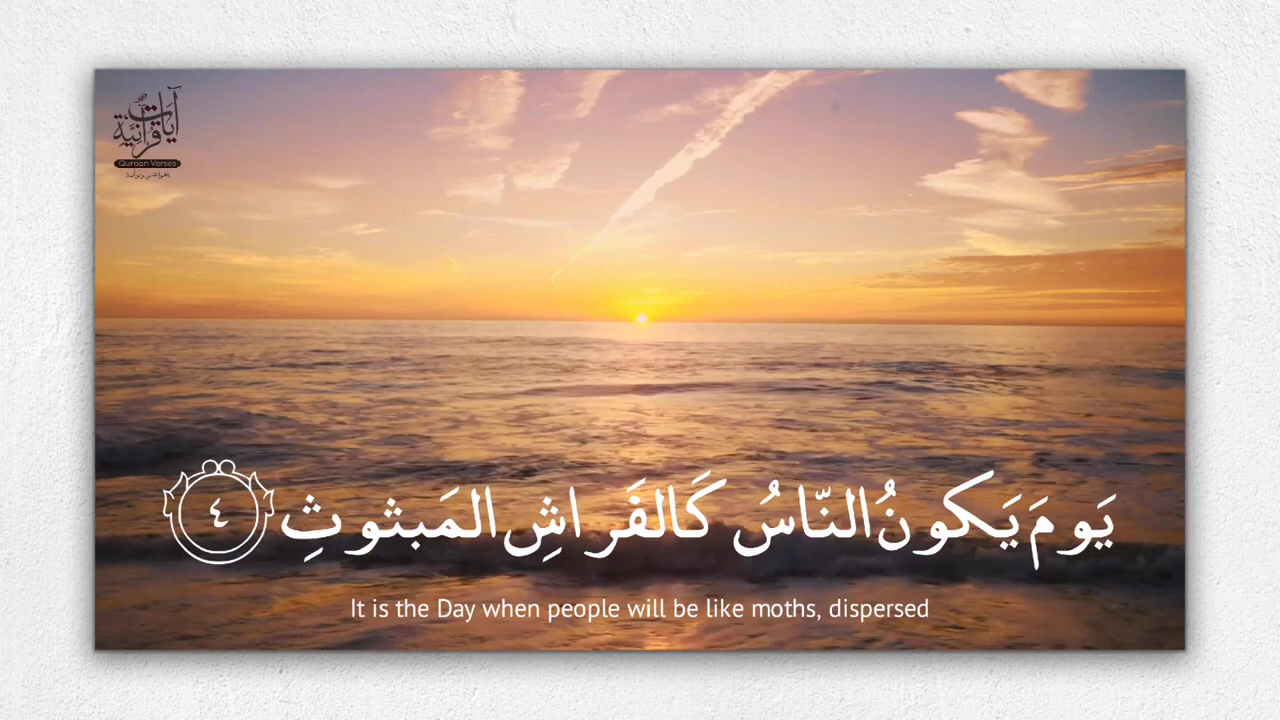 آيات قرآنية
Quraan Verses
يَومَ يَكونُ النّاسُ كَالفَراشِ المَبثوثِ ٤
It is the Day when people will be like moths, dispersed